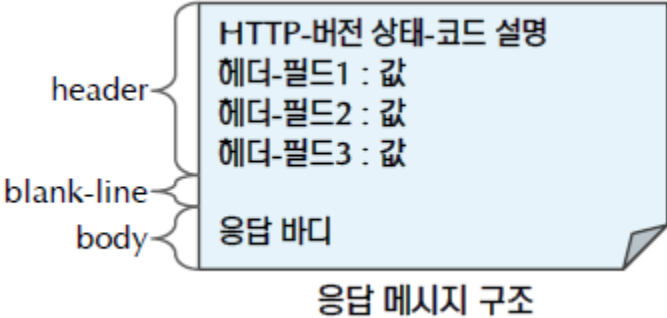 HTTP-버전 상태-코드 설명
header
헤더-필드1 : 값
헤더-필드2 : 값
헤더-필드3 : 값
blank-line
body
응답 바디
응답 메시지 구조